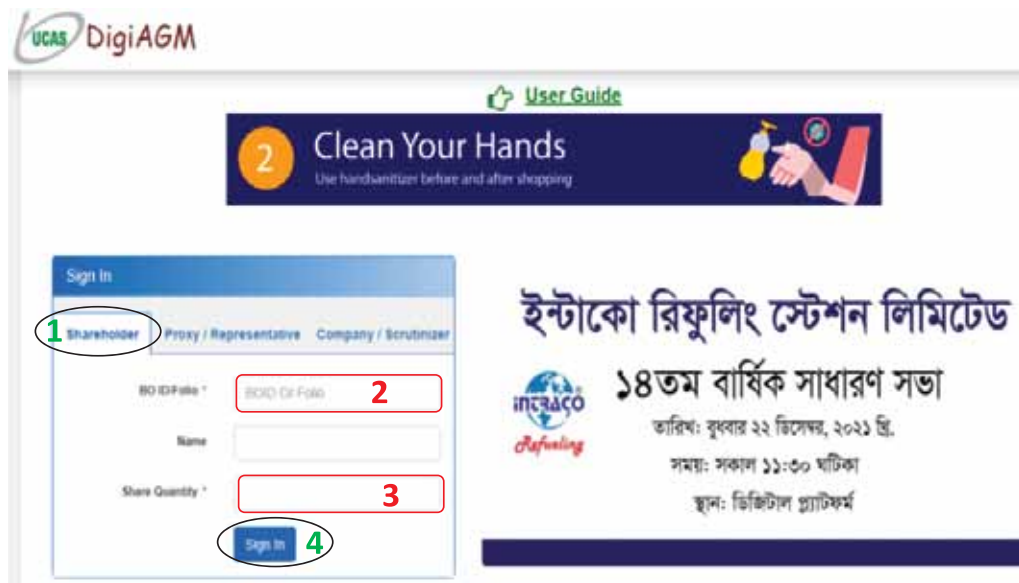 UCAS DigiAGM
User Guide
2
Clean Your Hands
Use handsanitizer before and after shopping
Sign In
1 Shareholder Proxy / Representative Company / Scrutinizer
BO ID/Folio * BOID Or Folio 2
Name
Share Quantity * 3
Sign In 4
ইন্টাকো রিফুলিং স্টেশন লিমিটেড
INTRACO
Refueling
১৪তম বার্ষিক সাধারণ সভা
তারিখ: বুধবার ২২ ডিসেম্বর, ২০২১ খ্রি.
সময়: সকাল ১১:৩০ ঘটিকা
স্থান: ডিজিটাল প্ল্যাটফর্ম